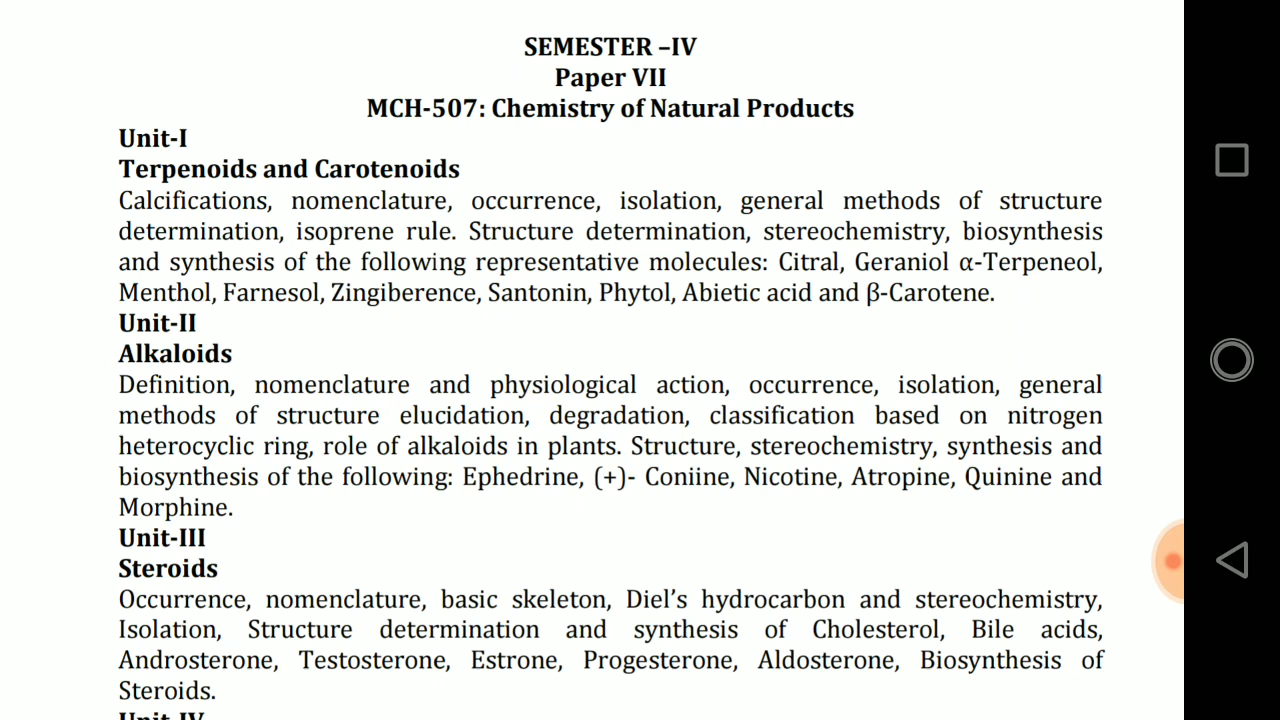 SEMESTER –IV
Paper VII
MCH-507: Chemistry of Natural Products
Unit-I
Terpenoids and Carotenoids
Calcifications, nomenclature, occurrence, isolation, general methods of structure
determination, isoprene rule. Structure determination, stereochemistry, biosynthesis
and synthesis of the following representative molecules: Citral, Geraniol α-Terpeneol,
Menthol, Farnesol, Zingiberence, Santonin, Phytol, Abietic acid and β-Carotene.
Unit-II
Alkaloids
Definition, nomenclature and physiological action, occurrence, isolation, general
methods of structure elucidation, degradation, classification based on nitrogen
heterocyclic ring, role of alkaloids in plants. Structure, stereochemistry, synthesis and
biosynthesis of the following: Ephedrine, (+)- Coniine, Nicotine, Atropine, Quinine and
Morphine.
Unit-III
Steroids
Occurrence, nomenclature, basic skeleton, Diel’s hydrocarbon and stereochemistry,
Isolation, Structure determination and synthesis of Cholesterol, Bile acids,
Androsterone, Testosterone, Estrone, Progesterone, Aldosterone, Biosynthesis of
Steroids.
Unit-IV